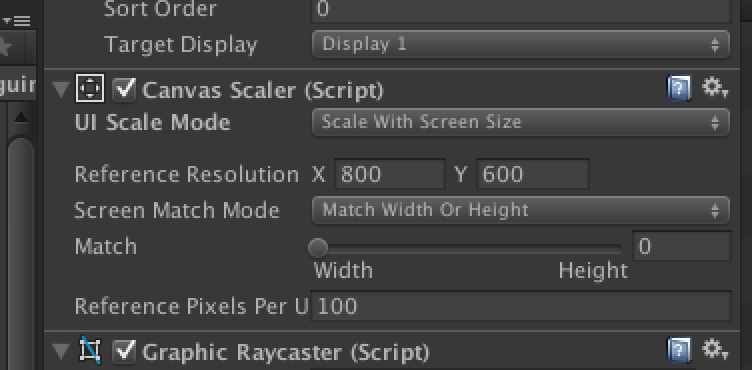 Sort Order 0
Target Display Display 1
guir
Canvas Scaler (Script)
UI Scale Mode Scale With Screen Size
Reference Resolution X 800 Y 600
Screen Match Mode Match Width Or Height
Match 0
Width Height
Reference Pixels Per U 100
Graphic Raycaster (Script)